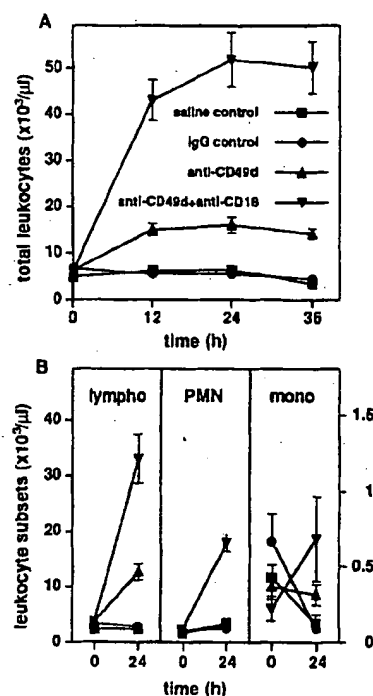 A
total leukocytes (x10³/µl)
50
40
30
20
10
0
saline control
IgG control
anti-CD49d
anti-CD49d+anti-CD18
0 12 24 36
time (h)
B
leukocyte subsets (x10³/µl)
lympho PMN mono
40
30
20
10
0
1.5
1
0.5
0
0 24 0 24 0 24
time (h)